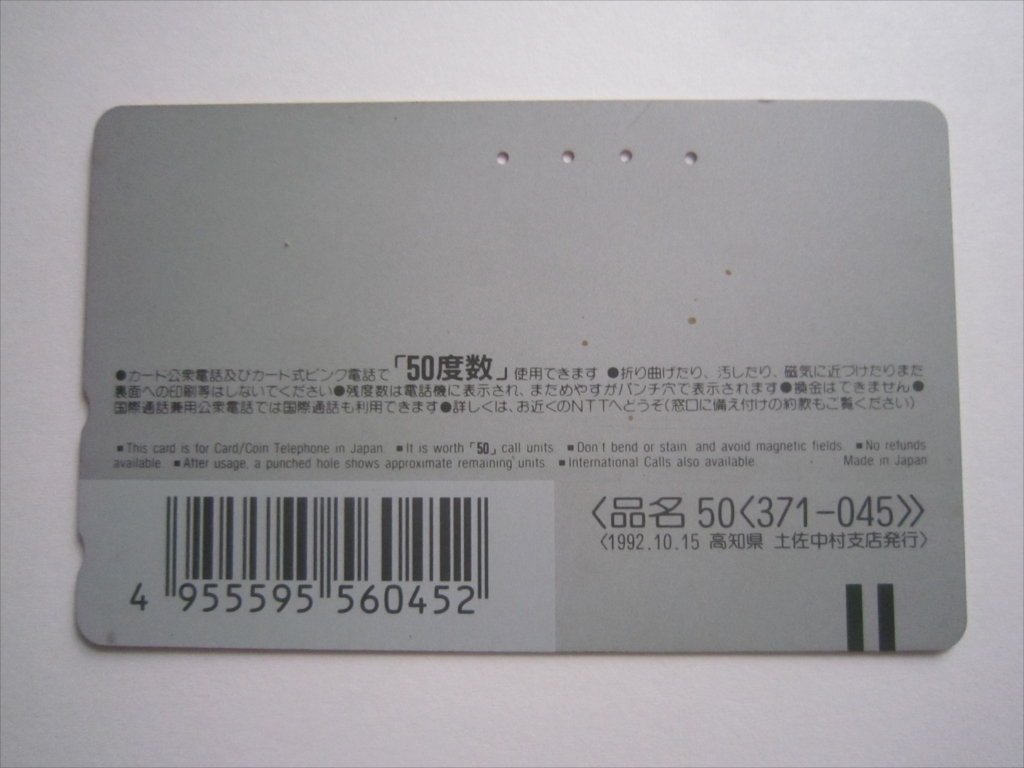 ●カード公衆電話及びカード式ピンク電話で「50度数」使用できます ●折り曲げたり、汚したり、磁気に近づけたりまた
裏面への印刷等はしないでください●残度数は電話機に表示され、まためやすがパンチ穴で表示されます●換金はできません●
国際通話兼用公衆電話では国際通話も利用できます●詳しくは、お近くのNTTへどうぞ(窓口に備え付けの約款もご覧ください)
■This card is for Card/Coin Telephone in Japan. ■It is worth「50」call units ■Don't bend or stain and avoid magnetic fields. ■No refunds
available. ■After usage, a punched hole shows approximate remaining units ■International Calls also available. Made in Japan
〈品名 50〈371-045〉〉
〈1992.10.15 高知県 土佐中村支店発行〉
4 955595 560452